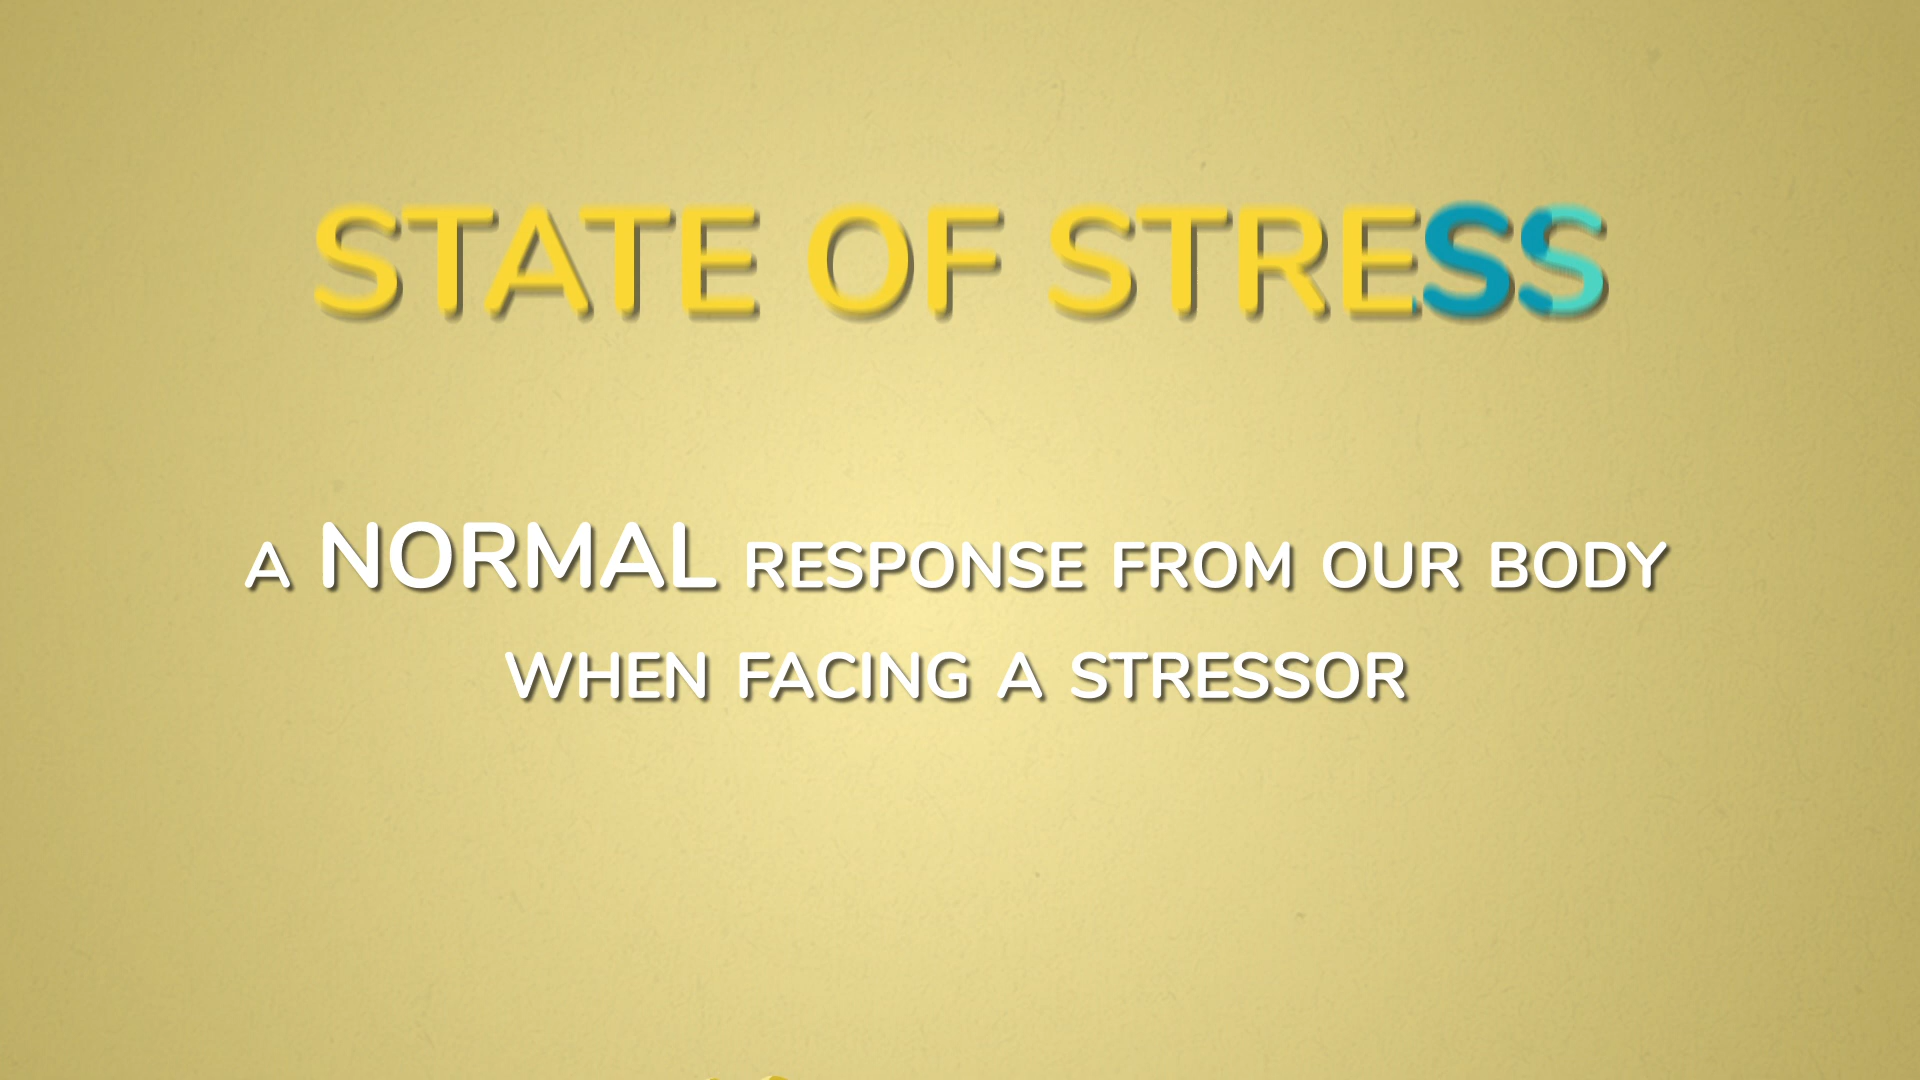 STATE OF STRESS
A NORMAL RESPONSE FROM OUR BODY
WHEN FACING A STRESSOR